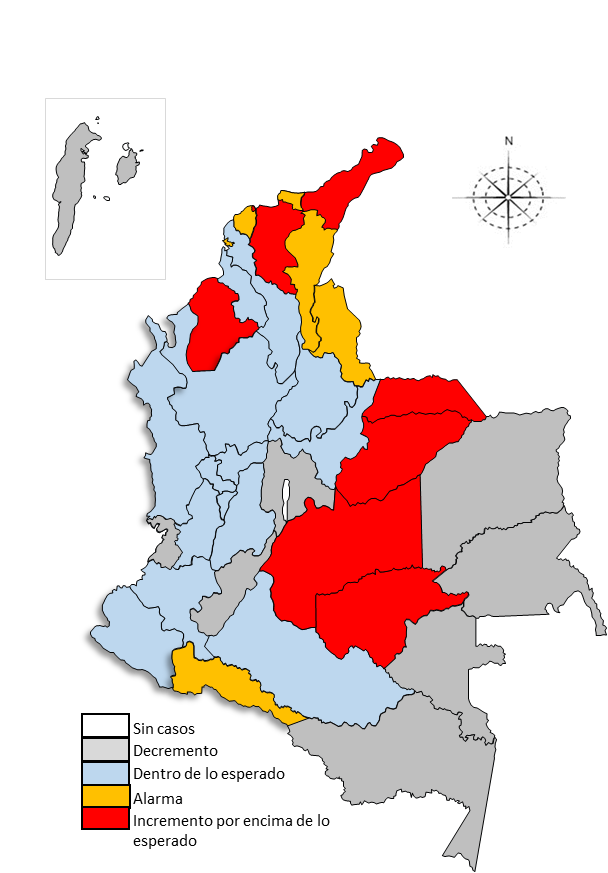 N
Sin casos
Decremento
Dentro de lo esperado
Alarma
Incremento por encima de lo
esperado